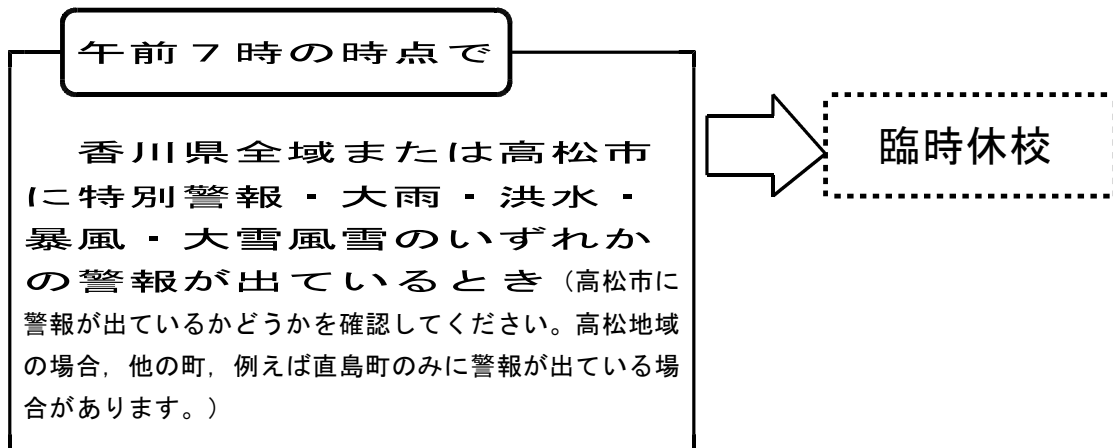 午前７時の時点で
香川県全域または高松市
に特別警報・大雨・洪水・
暴風・大雪風雪のいずれか
の警報が出ているとき（高松市に
警報が出ているかどうかを確認してください。高松地域
の場合，他の町，例えば直島町のみに警報が出ている場
合があります。）
臨時休校